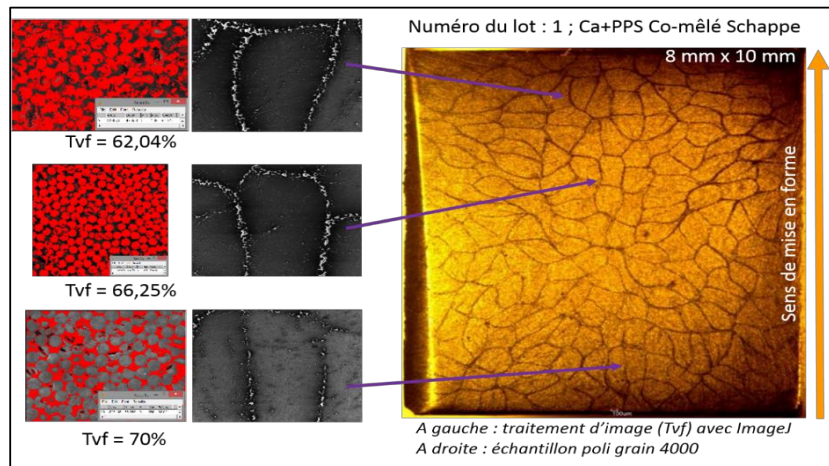 Numéro du lot : 1 ; Ca+PPS Co-mêlé Schappe
8 mm x 10 mm
Tvf = 62,04%
Tvf = 66,25%
Tvf = 70%
Sens de mise en forme
100µm
A gauche : traitement d'image (Tvf) avec ImageJ
A droite : échantillon poli grain 4000